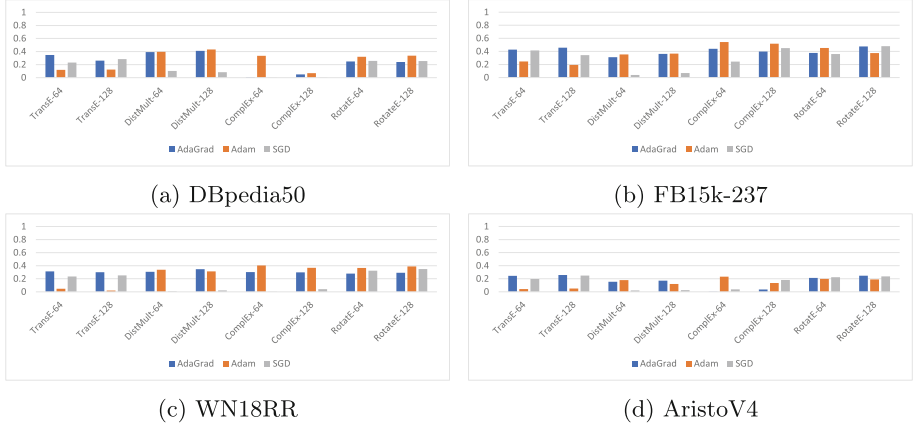 1
0.8
0.6
0.4
0.2
0
TransE-64
TransE-128
DistMult-64
DistMult-128
ComplEx-64
ComplEx-128
RotatE-64
RotateE-128
AdaGrad Adam SGD
(a) DBpedia50
1
0.8
0.6
0.4
0.2
0
TransE-64
TransE-128
DistMult-64
DistMult-128
ComplEx-64
ComplEx-128
RotatE-64
RotateE-128
AdaGrad Adam SGD
(b) FB15k-237
1
0.8
0.6
0.4
0.2
0
TransE-64
TransE-128
DistMult-64
DistMult-128
ComplEx-64
ComplEx-128
RotatE-64
RotateE-128
AdaGrad Adam SGD
(c) WN18RR
1
0.8
0.6
0.4
0.2
0
TransE-64
TransE-128
DistMult-64
DistMult-128
ComplEx-64
ComplEx-128
RotatE-64
RotateE-128
AdaGrad Adam SGD
(d) AristoV4